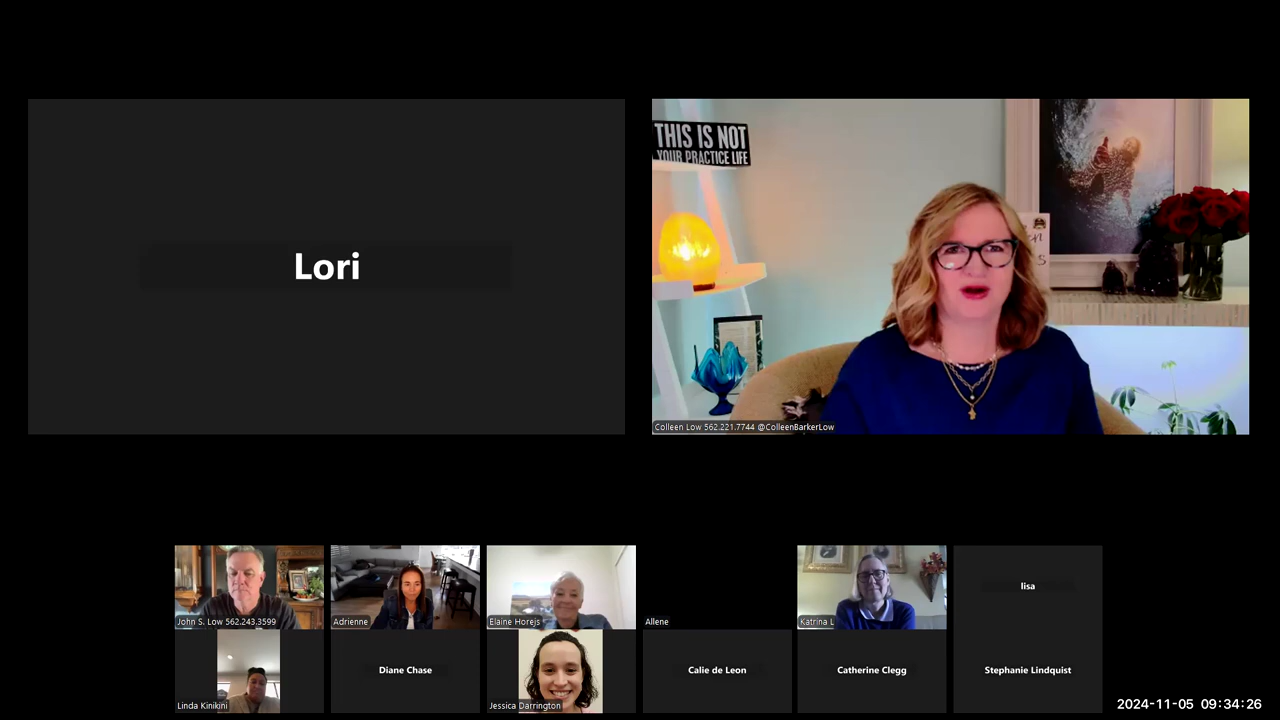 Lori
THIS IS NOT
YOUR PRACTICE LIFE
Colleen Low 562.221.7744 @ColleenBarkerLow
John S. Low 562.243.3599
Adrienne
Elaine Horejs
Allene
Katrina L
lisa
Linda Kinikini
Diane Chase
Jessica Darrington
Calie de Leon
Catherine Clegg
Stephanie Lindquist
2024-11-05 09:34:26